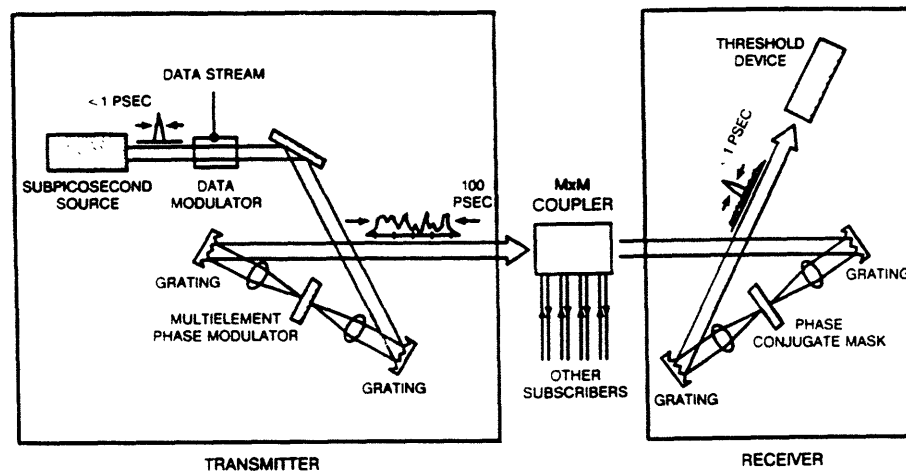 DATA STREAM
< 1 PSEC
SUBPICOSECOND
SOURCE
DATA
MODULATOR
100
PSEC
GRATING
MULTIELEMENT
PHASE MODULATOR
GRATING
TRANSMITTER
MxM
COUPLER
OTHER
SUBSCRIBERS
THRESHOLD
DEVICE
< 1 PSEC
GRATING
PHASE
CONJUGATE MASK
GRATING
RECEIVER